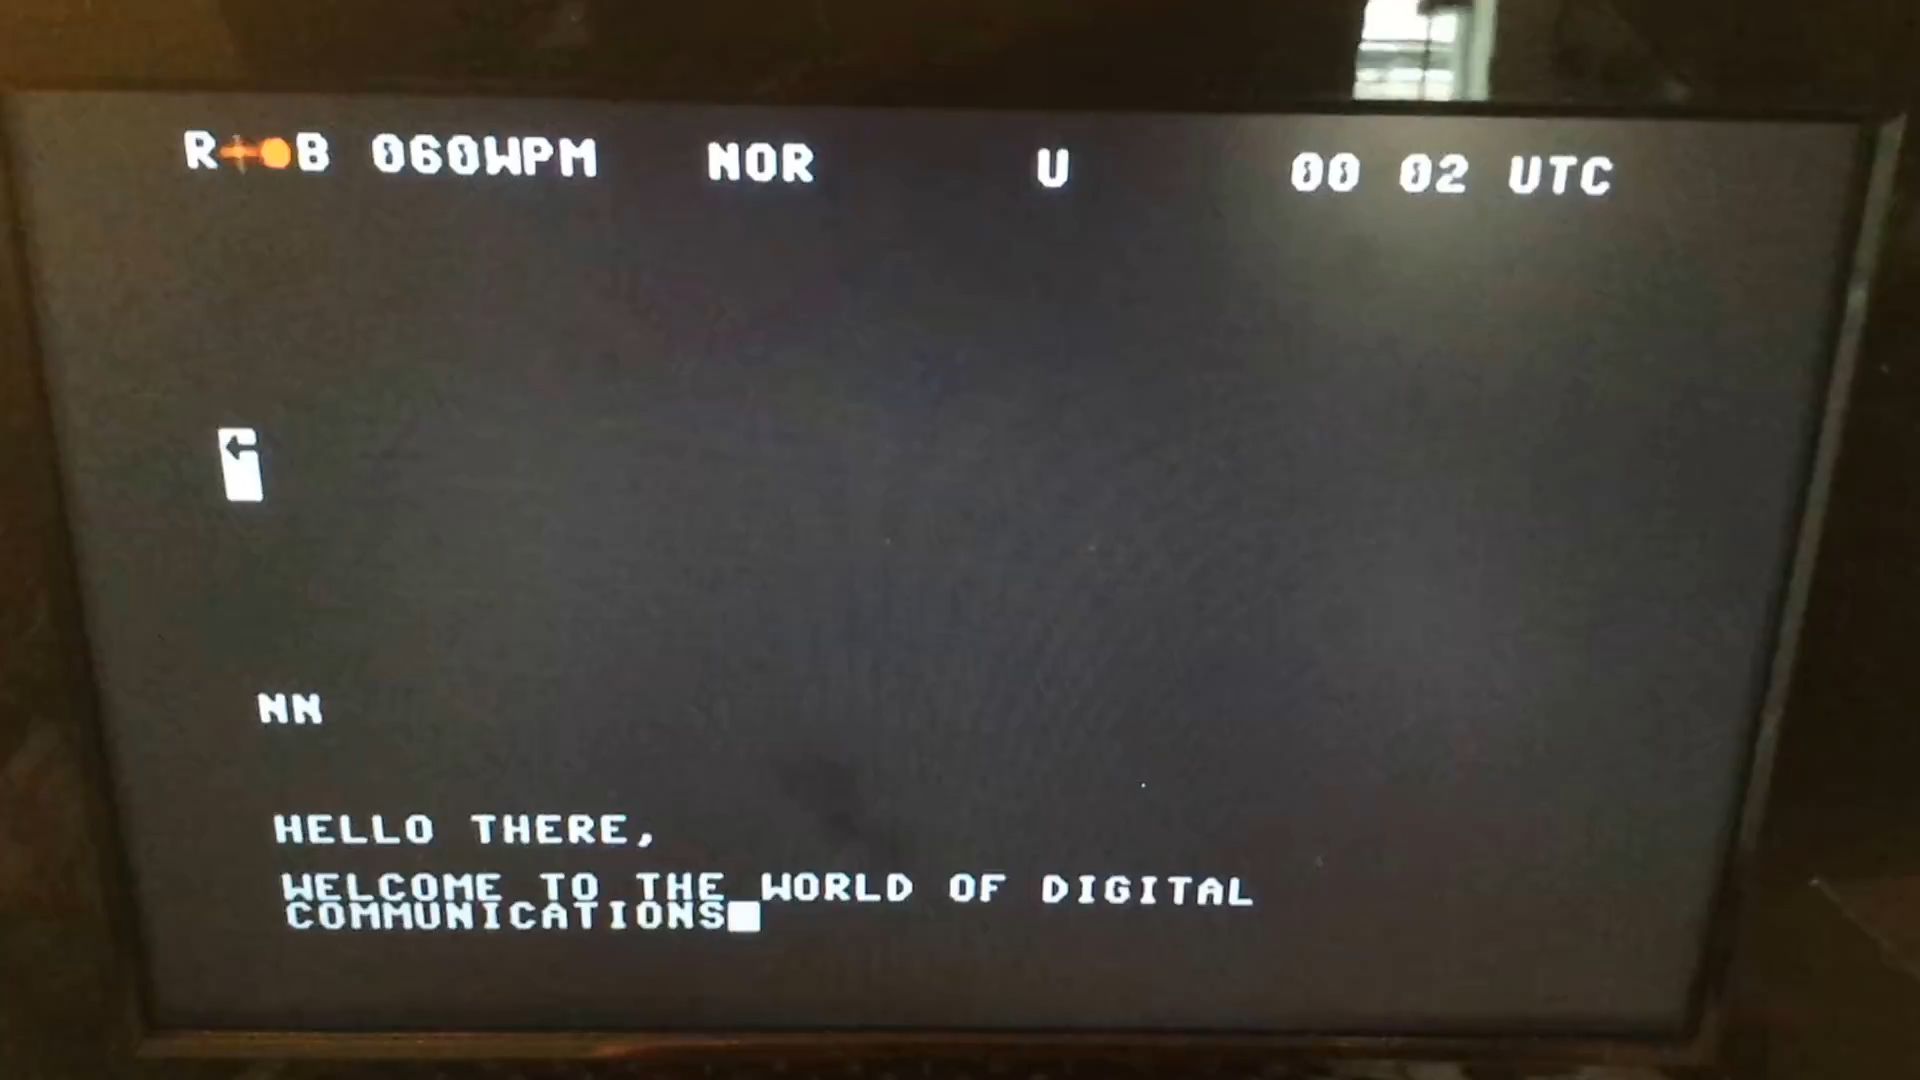 R B 060WPM NOR U 00 02 UTC
NN
HELLO THERE,
WELCOME TO THE WORLD OF DIGITAL
COMMUNICATIONS